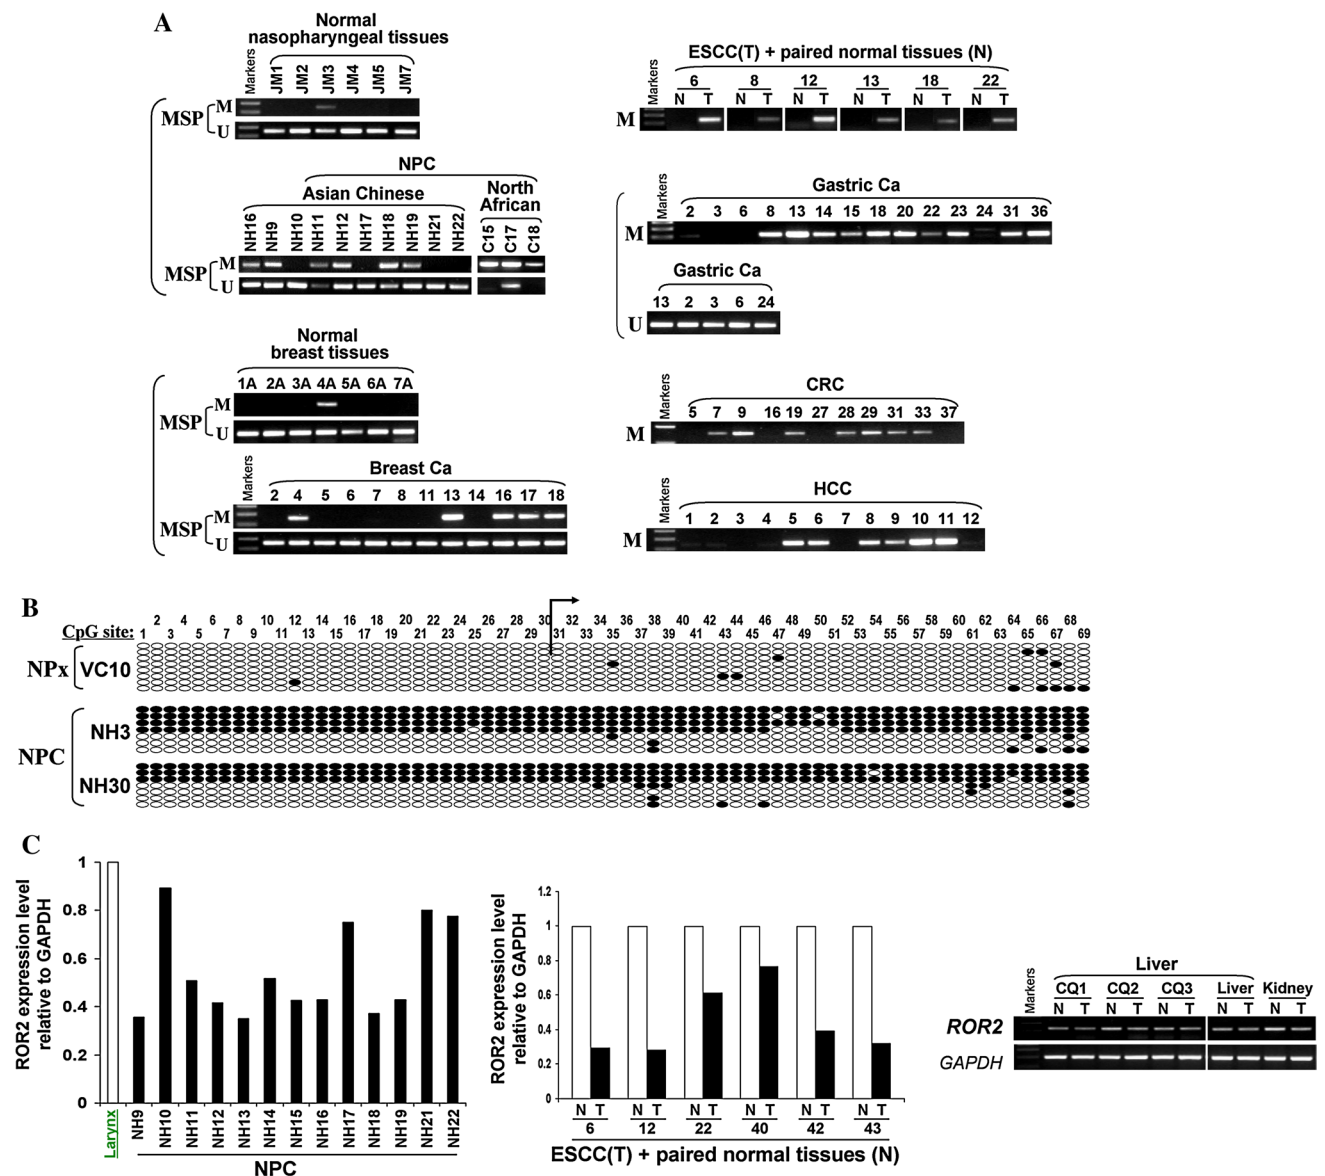 A
Normal
nasopharyngeal tissues
Markers JM1 JM2 JM3 JM4 JM5 JM7
MSP M
U
NPC
Asian Chinese
North
African
NH16 NH9 NH10 NH11 NH12 NH17 NH18 NH19 NH21 NH22 C15 C17 C18
MSP M
U
Normal
breast tissues
1A 2A 3A 4A 5A 6A 7A
MSP M
U
Markers
Breast Ca
2 4 5 6 7 8 11 13 14 16 17 18
MSP M
U
ESCC(T) + paired normal tissues (N)
Markers
6 8 12 13 18 22
N T N T N T N T N T N T
M
Gastric Ca
Markers
2 3 6 8 13 14 15 18 20 22 23 24 31 36
M
Gastric Ca
13 2 3 6 24
U
CRC
Markers
5 7 9 16 19 27 28 29 31 33 37
M
HCC
Markers
1 2 3 4 5 6 7 8 9 10 11 12
M
B
2 4 6 8 10 12 14 16 18 20 22 24 26 28 30 32 34 36 38 40 42 44 46 48 50 52 54 56 58 60 62 64 66 68
CpG site: 1 3 5 7 9 11 13 15 17 19 21 23 25 27 29 31 33 35 37 39 41 43 45 47 49 51 53 55 57 59 61 63 65 67 69
NPx VC10
NPC
NH3
NH30
C
ROR2 expression level
relative to GAPDH
1
0.8
0.6
0.4
0.2
0
Larynx NH9 NH10 NH11 NH12 NH13 NH14 NH15 NH16 NH17 NH18 NH19 NH21 NH22
NPC
ROR2 expression level
relative to GAPDH
1.2
1
0.8
0.6
0.4
0.2
0
N T N T N T N T N T N T
6 12 22 40 42 43
ESCC(T) + paired normal tissues (N)
Markers
Liver
CQ1 CQ2 CQ3 Liver Kidney
N T N T N T N T N T
ROR2
GAPDH